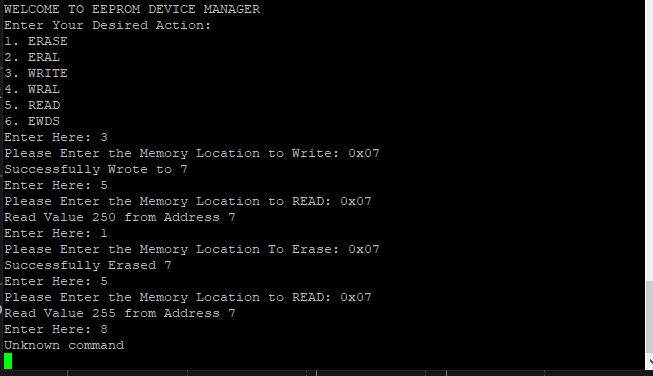 WELCOME TO EEPROM DEVICE MANAGER
Enter Your Desired Action:
1. ERASE
2. ERAL
3. WRITE
4. WRAL
5. READ
6. EWDS
Enter Here: 3
Please Enter the Memory Location to Write: 0x07
Successfully Wrote to 7
Enter Here: 5
Please Enter the Memory Location to READ: 0x07
Read Value 250 from Address 7
Enter Here: 1
Please Enter the Memory Location To Erase: 0x07
Successfully Erased 7
Enter Here: 5
Please Enter the Memory Location to READ: 0x07
Read Value 255 from Address 7
Enter Here: 8
Unknown command